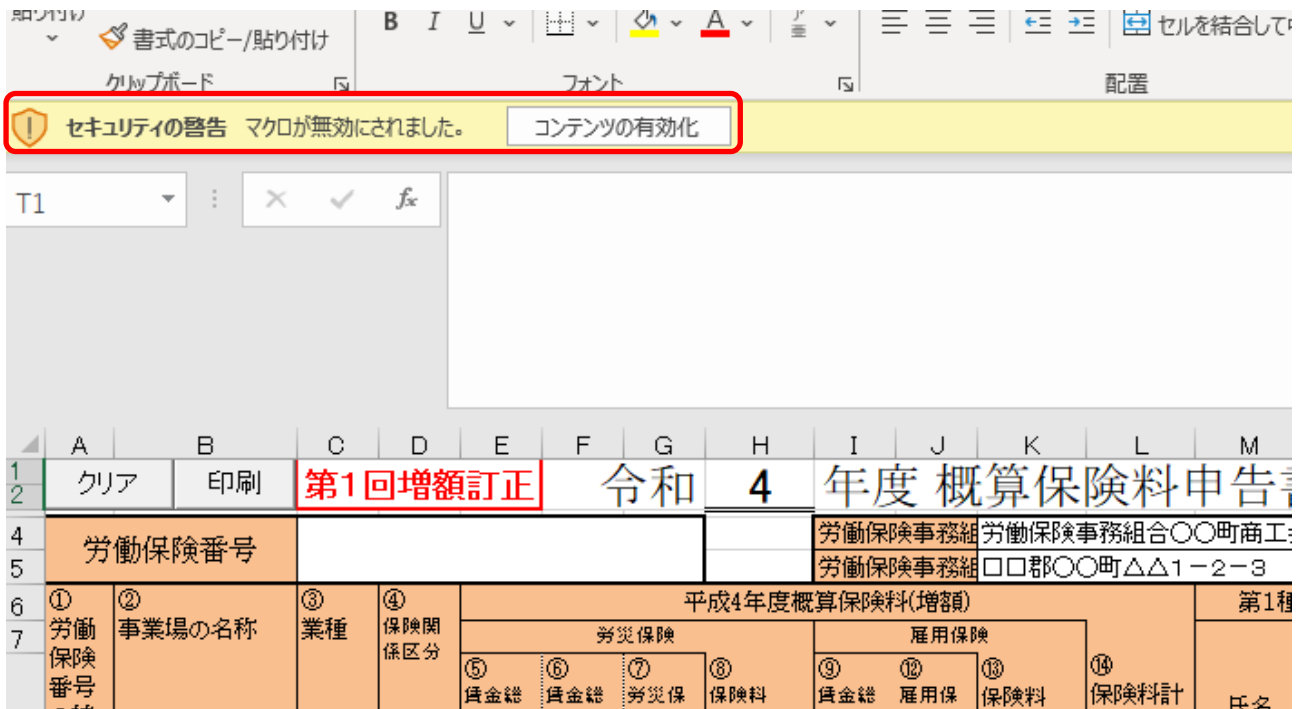 貼り付け
書式のコピー/貼り付け
B I U A ア 亜 セルを結合して
クリップボード フォント 配置
セキュリティの警告 マクロが無効にされました。 コンテンツの有効化
T1 fx
A B C D E F G H I J K L M
1 クリア 印刷 第1回増額訂正 令和 4 年度 概算保険料申告
2
4 労働保険番号 労働保険事務組 労働保険事務組合〇〇町商工
5 労働保険事務組 口口郡〇〇町△△1-2-3
6 ① ② ③ ④ 平成4年度概算保険料(増額) 第1種
7 労働 事業場の名称 業種 保険関 労災保険 雇用保険
保険 係区分
番号 ⑤ ⑥ ⑦ ⑧ ⑨ ⑫ ⑬ ⑭
賃金総 賃金総 労災保 保険料 賃金総 雇用保 保険料 保険料計 氏名